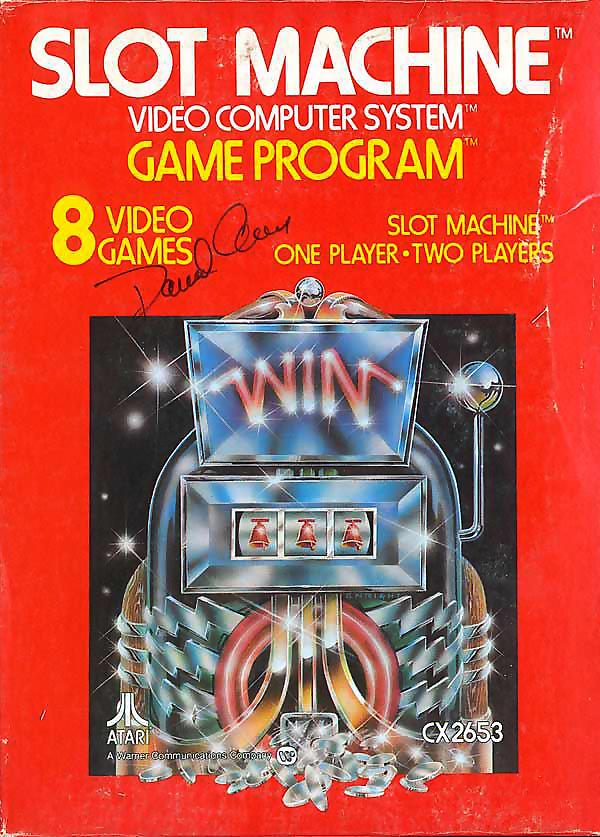 SLOT MACHINE™
VIDEO COMPUTER SYSTEM™
GAME PROGRAM™
8 VIDEO GAMES
SLOT MACHINE™
ONE PLAYER • TWO PLAYERS
WIN
ENRIGHT
ATARI
CX2653
A Warner Communications Company